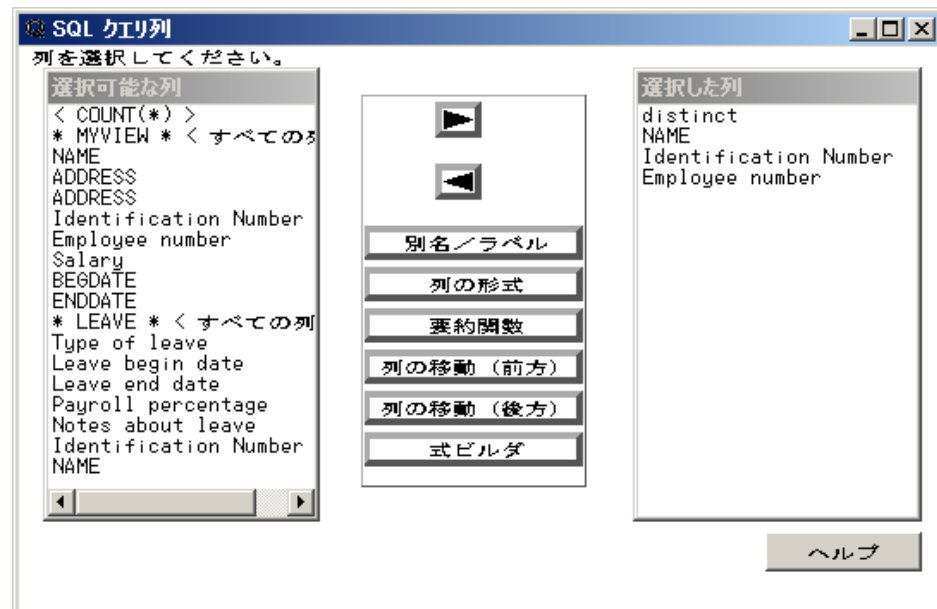 SQL クエリ列
列を選択してください。
選択可能な列
< COUNT(*) >
* MYVIEW * < すべての列
NAME
ADDRESS
ADDRESS
Identification Number
Employee number
Salary
BEGDATE
ENDDATE
* LEAVE * < すべての列
Type of leave
Leave begin date
Leave end date
Payroll percentage
Notes about leave
Identification Number
NAME
別名／ラベル
列の形式
要約関数
列の移動 （前方）
列の移動 （後方）
式ビルダ
選択した列
distinct
NAME
Identification Number
Employee number
ヘルプ